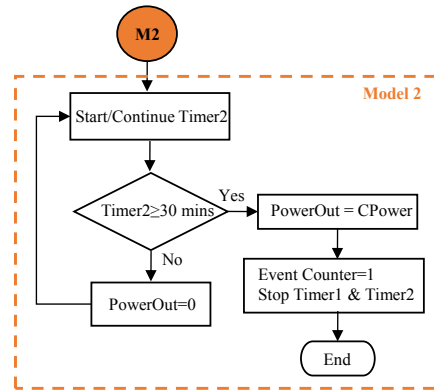 M2
Model 2
Start/Continue Timer2
Timer2≥30 mins
Yes
PowerOut = CPower
No
PowerOut=0
Event Counter=1
Stop Timer1 & Timer2
End